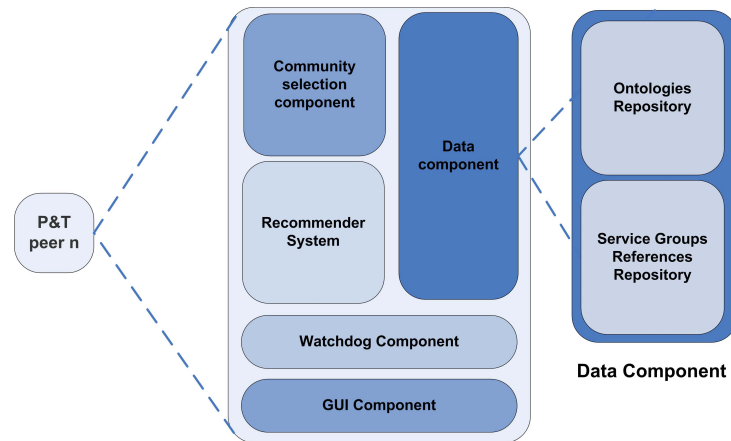 P&T
peer n
Community
selection
component
Data
component
Recommender
System
Watchdog Component
GUI Component
Ontologies
Repository
Service Groups
References
Repository
Data Component